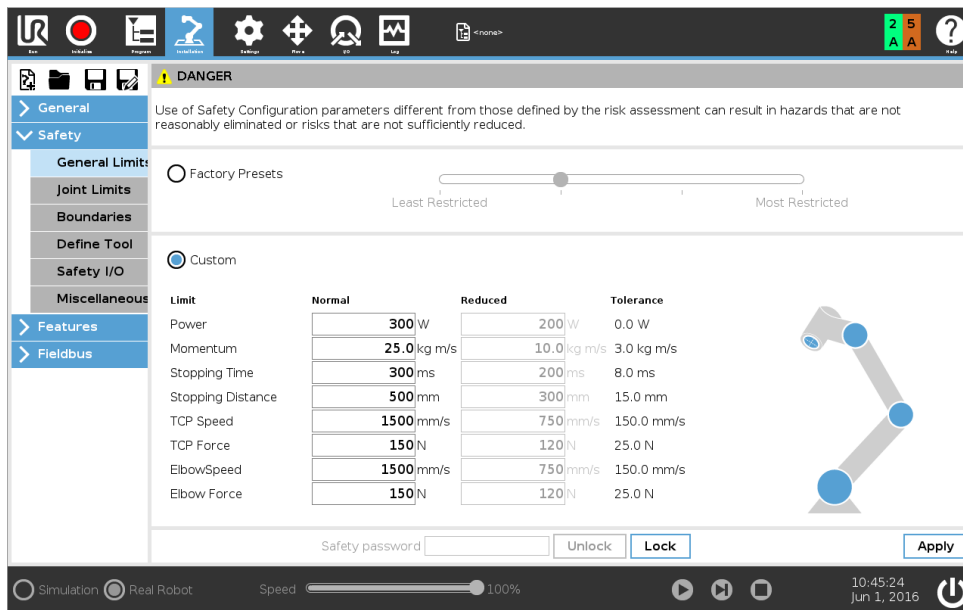 UR
Run
Initialize
Program
Installation
Settings
Move
I/O
Log
<none>
2 5
A A
?
Help
General
Safety
General Limits
Joint Limits
Boundaries
Define Tool
Safety I/O
Miscellaneous
Features
Fieldbus
DANGER
Use of Safety Configuration parameters different from those defined by the risk assessment can result in hazards that are not
reasonably eliminated or risks that are not sufficiently reduced.
Factory Presets
Least Restricted Most Restricted
Custom
Limit Normal Reduced Tolerance
Power 300 W 200 W 0.0 W
Momentum 25.0 kg m/s 10.0 kg m/s 3.0 kg m/s
Stopping Time 300 ms 200 ms 8.0 ms
Stopping Distance 500 mm 300 mm 15.0 mm
TCP Speed 1500 mm/s 750 mm/s 150.0 mm/s
TCP Force 150 N 120 N 25.0 N
ElbowSpeed 1500 mm/s 750 mm/s 150.0 mm/s
Elbow Force 150 N 120 N 25.0 N
Safety password Unlock Lock Apply
Simulation Real Robot Speed 100% 10:45:24
Jun 1, 2016